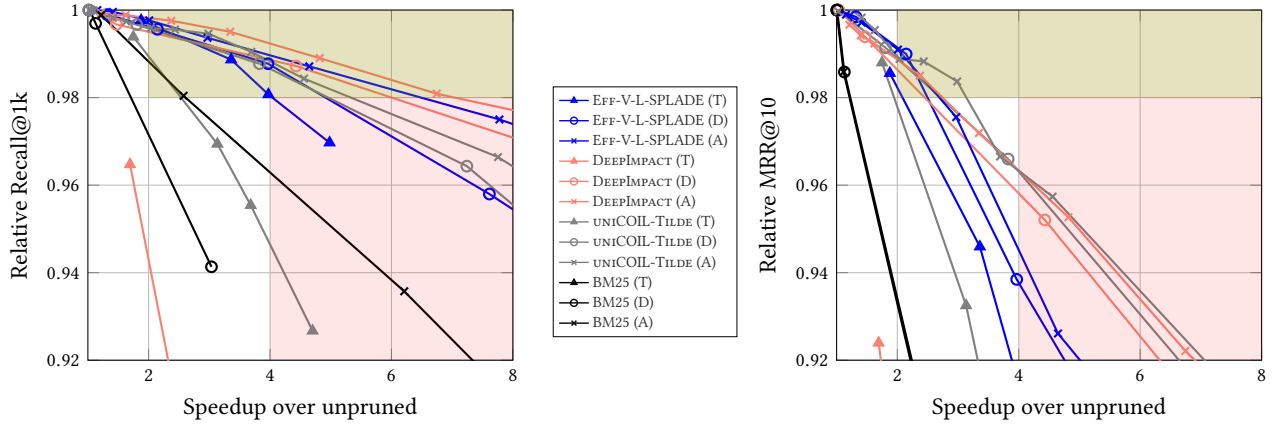 1
0.98
0.96
0.94
0.92
Relative Recall@1k
2
4
6
8
Speedup over unpruned
Eff-V-L-SPLADE (T)
Eff-V-L-SPLADE (D)
Eff-V-L-SPLADE (A)
DeepImpact (T)
DeepImpact (D)
DeepImpact (A)
uniCOIL-Tilde (T)
uniCOIL-Tilde (D)
uniCOIL-Tilde (A)
BM25 (T)
BM25 (D)
BM25 (A)
1
0.98
0.96
0.94
0.92
Relative MRR@10
2
4
6
8
Speedup over unpruned